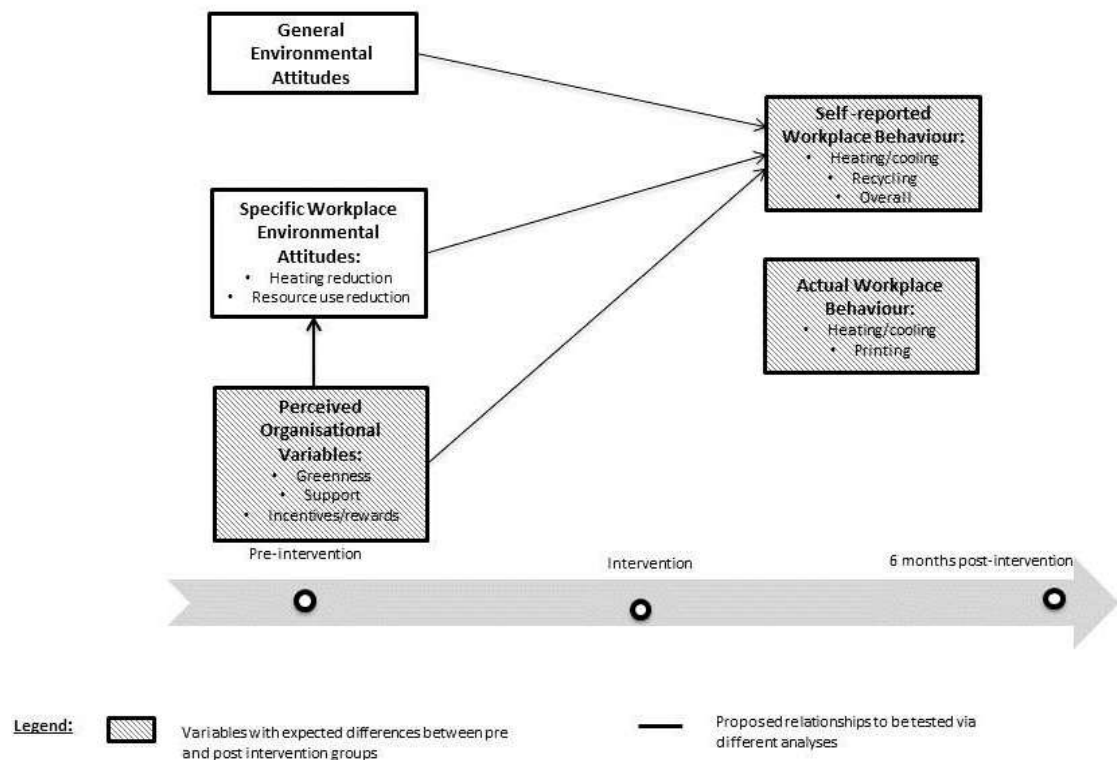 General
Environmental
Attitudes
Self -reported
Workplace Behaviour:
• Heating/cooling
• Recycling
• Overall
Specific Workplace
Environmental
Attitudes:
• Heating reduction
• Resource use reduction
Actual Workplace
Behaviour:
• Heating/cooling
• Printing
Perceived
Organisational
Variables:
• Greenness
• Support
• Incentives/rewards
Pre-intervention
Intervention
6 months post-intervention
Legend:
Variables with expected differences between pre
and post intervention groups
Proposed relationships to be tested via
different analyses